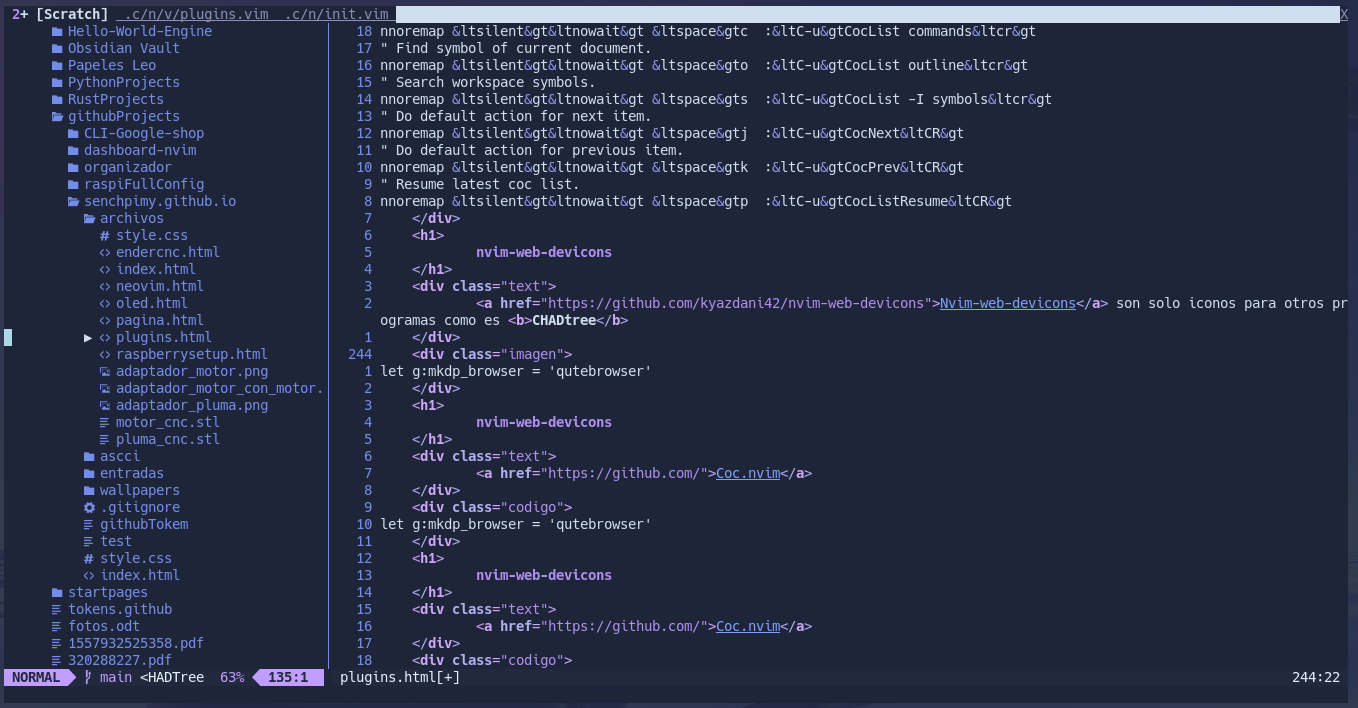 2+ [Scratch]  .c/n/v/plugins.vim  .c/n/init.vim X
Hello-World-Engine
Obsidian Vault
Papeles Leo
PythonProjects
RustProjects
githubProjects
CLI-Google-shop
dashboard-nvim
organizador
raspiFullConfig
senchpimy.github.io
archivos
# style.css
<> endercnc.html
<> index.html
<> neovim.html
<> oled.html
<> pagina.html
▶ <> plugins.html
<> raspberrysetup.html
adaptador_motor.png
adaptador_motor_con_motor.
adaptador_pluma.png
motor_cnc.stl
pluma_cnc.stl
ascci
entradas
wallpapers
.gitignore
githubTokem
test
# style.css
<> index.html
startpages
tokens.github
fotos.odt
1557932525358.pdf
320288227.pdf
18 nnoremap &ltsilent&gt&ltnowait&gt &ltspace&gtc  :&ltC-u&gtCocList commands&ltcr&gt
17 " Find symbol of current document.
16 nnoremap &ltsilent&gt&ltnowait&gt &ltspace&gto  :&ltC-u&gtCocList outline&ltcr&gt
15 " Search workspace symbols.
14 nnoremap &ltsilent&gt&ltnowait&gt &ltspace&gts  :&ltC-u&gtCocList -I symbols&ltcr&gt
13 " Do default action for next item.
12 nnoremap &ltsilent&gt&ltnowait&gt &ltspace&gtj  :&ltC-u&gtCocNext&ltCR&gt
11 " Do default action for previous item.
10 nnoremap &ltsilent&gt&ltnowait&gt &ltspace&gtk  :&ltC-u&gtCocPrev&ltCR&gt
9 " Resume latest coc list.
8 nnoremap &ltsilent&gt&ltnowait&gt &ltspace&gtp  :&ltC-u&gtCocListResume&ltCR&gt
7     </div>
6     <h1>
5             nvim-web-devicons
4     </h1>
3     <div class="text">
2             <a href="https://github.com/kyazdani42/nvim-web-devicons">Nvim-web-devicons</a> son solo iconos para otros pr
ogramas como es <b>CHADtree</b>
1     </div>
244     <div class="imagen">
1 let g:mkdp_browser = 'qutebrowser'
2     </div>
3     <h1>
4             nvim-web-devicons
5     </h1>
6     <div class="text">
7             <a href="https://github.com/">Coc.nvim</a>
8     </div>
9     <div class="codigo">
10 let g:mkdp_browser = 'qutebrowser'
11     </div>
12     <h1>
13             nvim-web-devicons
14     </h1>
15     <div class="text">
16             <a href="https://github.com/">Coc.nvim</a>
17     </div>
18     <div class="codigo">
NORMAL main <HADTree  63%  135:1  plugins.html[+]  244:22